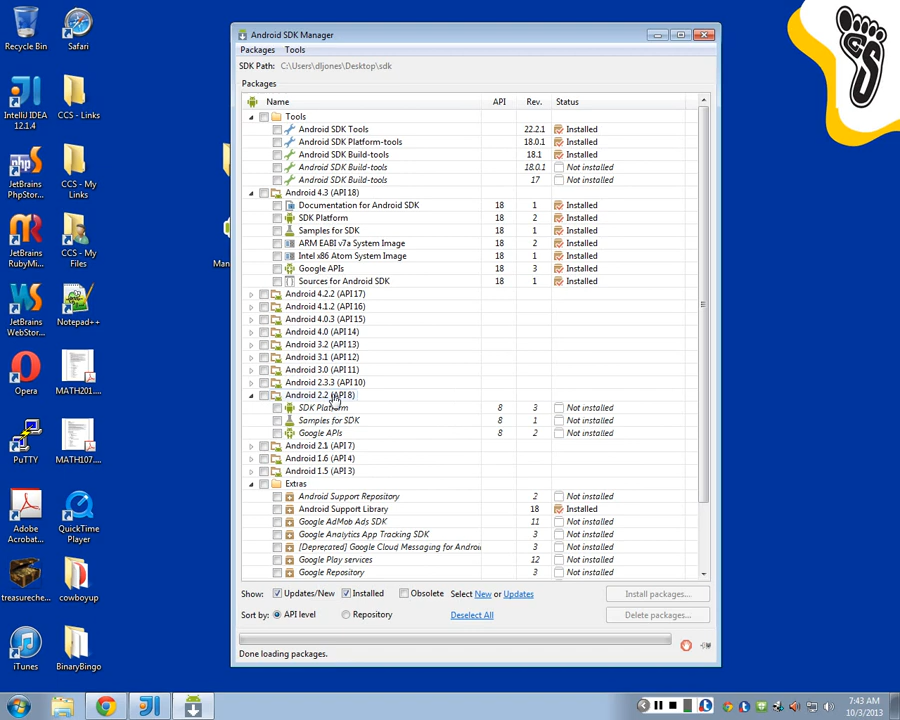 Recycle Bin
Safari
IntelliJ IDEA
12.1.4
CCS - Links
JetBrains
PhpStor...
CCS - My
Links
JetBrains
RubyMi...
CCS - My
Files
JetBrains
WebStor...
Notepad++
Opera
MATH201...
PuTTY
MATH107...
Adobe
Acrobat...
QuickTime
Player
treasureche...
cowboyup
iTunes
BinaryBingo
Man
CS
Android SDK Manager
Packages Tools
SDK Path: C:\Users\dljones\Desktop\sdk
Packages
Name API Rev. Status
Tools
Android SDK Tools 22.2.1 Installed
Android SDK Platform-tools 18.0.1 Installed
Android SDK Build-tools 18.1 Installed
Android SDK Build-tools 18.0.1 Not installed
Android SDK Build-tools 17 Not installed
Android 4.3 (API 18)
Documentation for Android SDK 18 1 Installed
SDK Platform 18 2 Installed
Samples for SDK 18 1 Installed
ARM EABI v7a System Image 18 2 Installed
Intel x86 Atom System Image 18 1 Installed
Google APIs 18 3 Installed
Sources for Android SDK 18 1 Installed
Android 4.2.2 (API 17)
Android 4.1.2 (API 16)
Android 4.0.3 (API 15)
Android 4.0 (API 14)
Android 3.2 (API 13)
Android 3.1 (API 12)
Android 3.0 (API 11)
Android 2.3.3 (API 10)
Android 2.2 (API 8)
SDK Platform 8 3 Not installed
Samples for SDK 8 1 Not installed
Google APIs 8 2 Not installed
Android 2.1 (API 7)
Android 1.6 (API 4)
Android 1.5 (API 3)
Extras
Android Support Repository 2 Not installed
Android Support Library 18 Installed
Google AdMob Ads SDK 11 Not installed
Google Analytics App Tracking SDK 3 Not installed
[Deprecated] Google Cloud Messaging for Androi 3 Not installed
Google Play services 12 Not installed
Google Repository 3 Not installed
Show: Updates/New Installed Obsolete Select New or Updates Install packages...
Sort by: API level Repository Deselect All Delete packages...
Done loading packages.
7:43 AM
10/3/2013